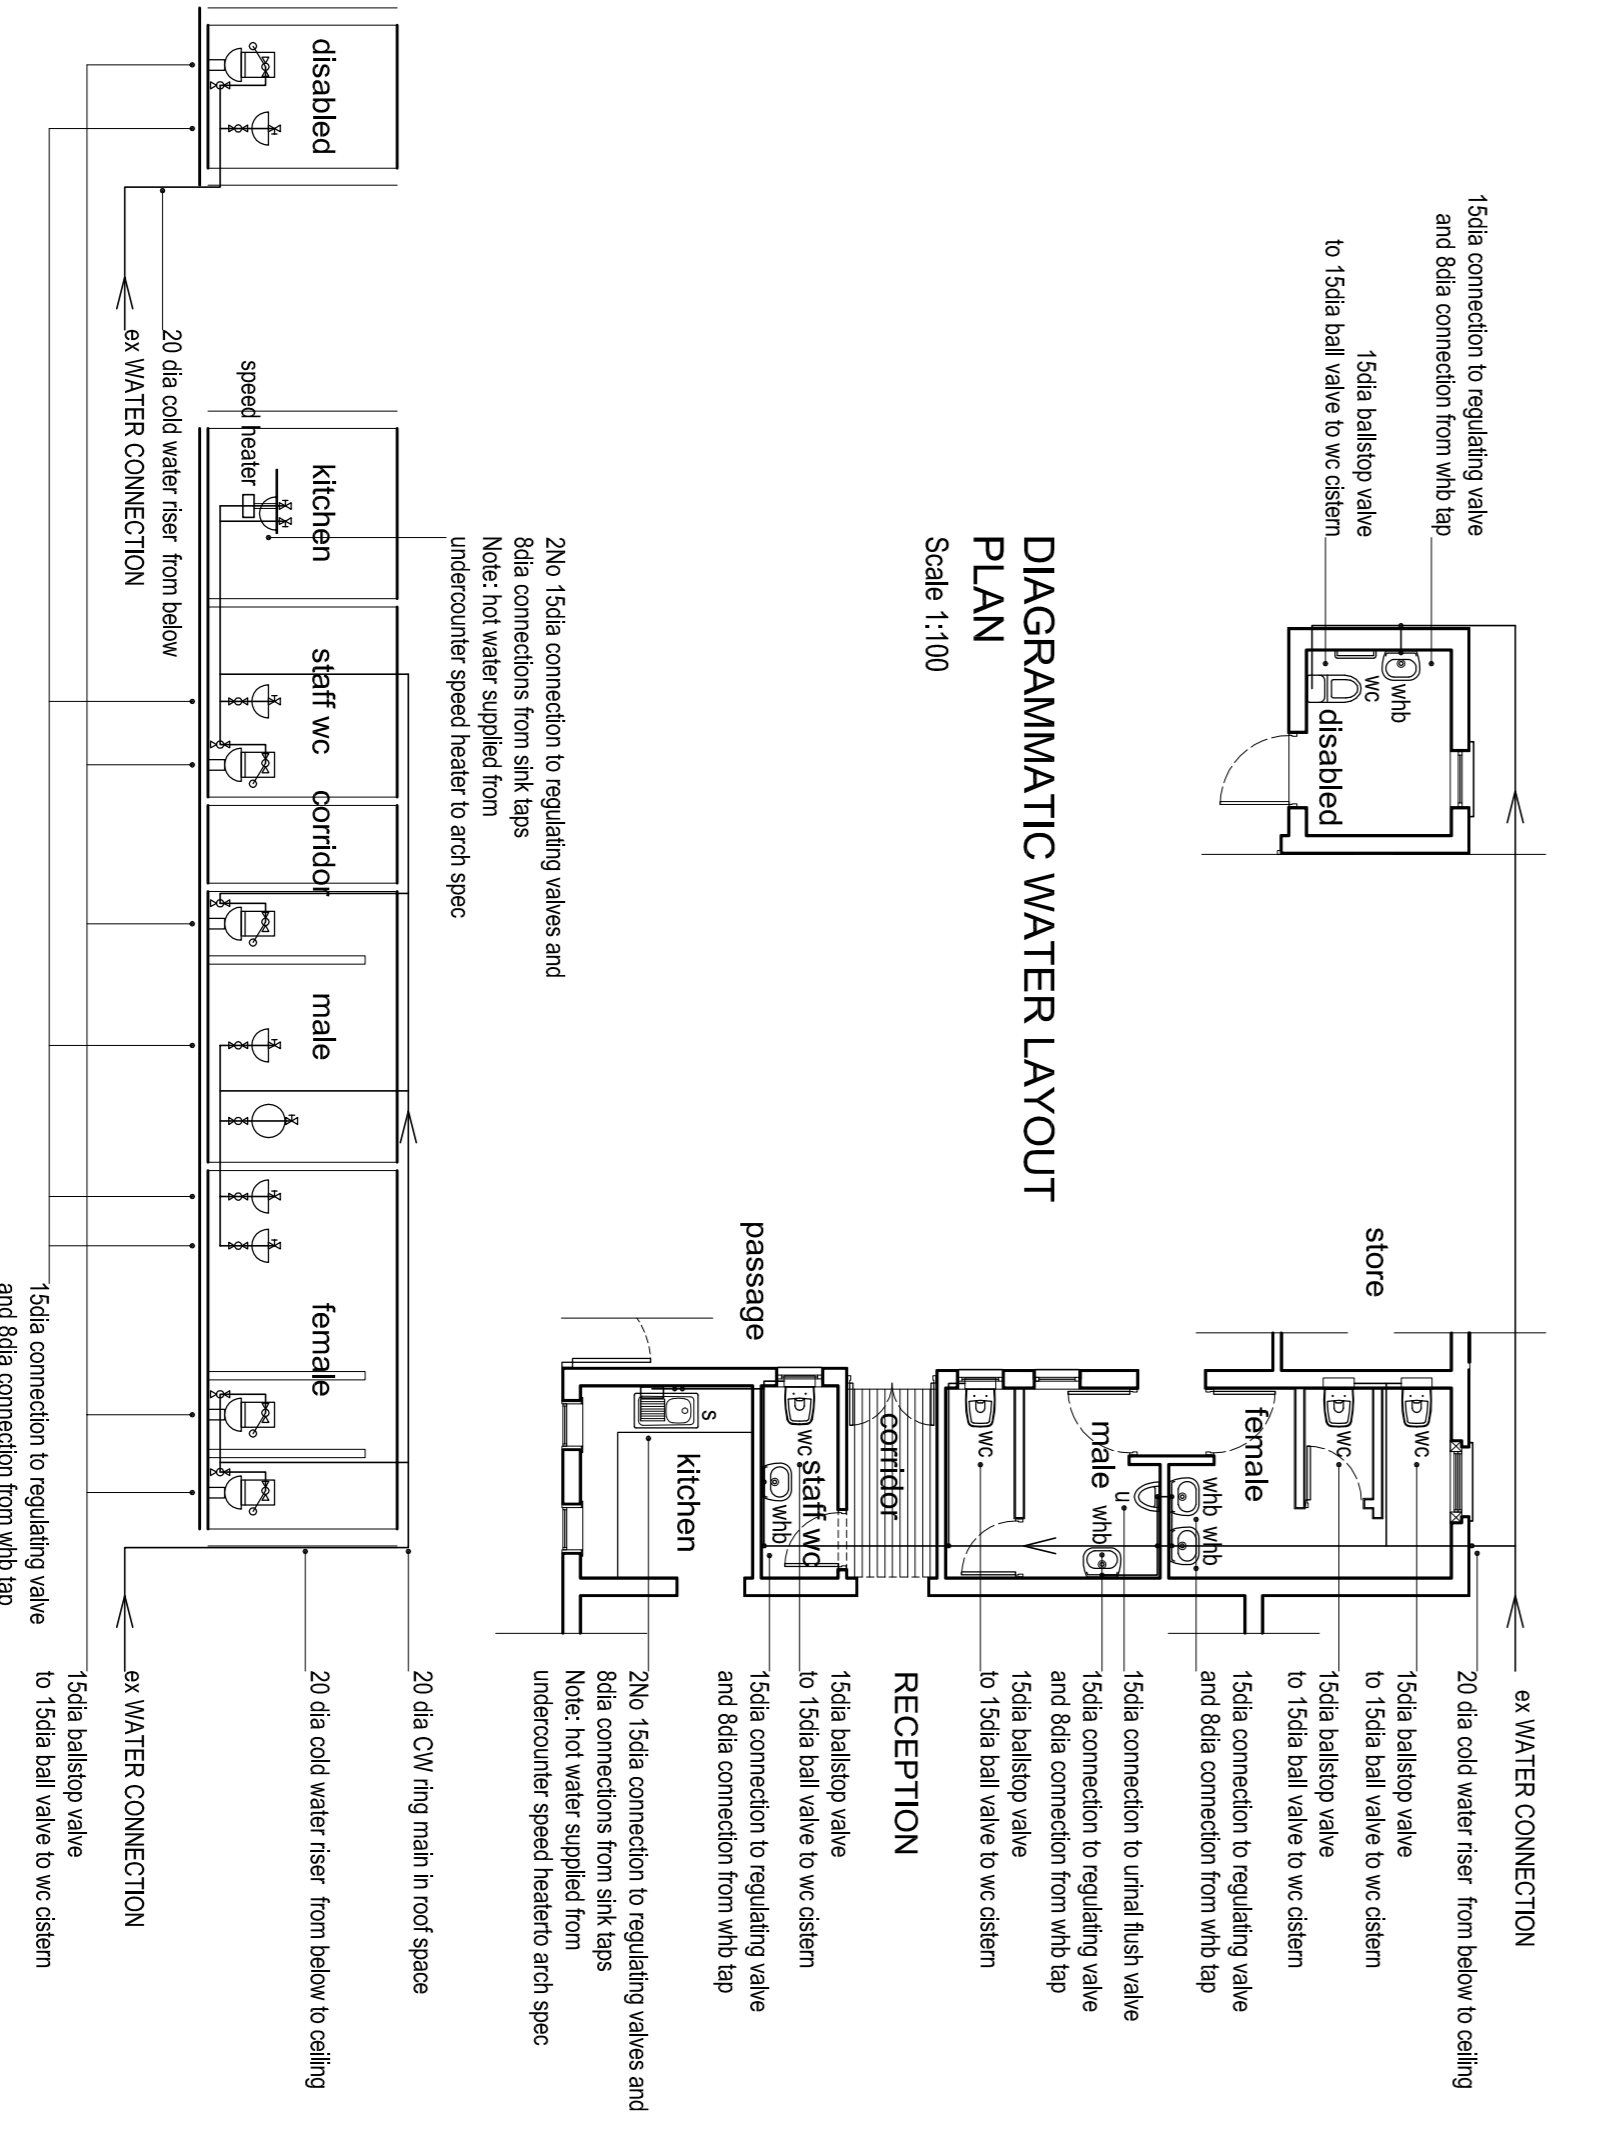 ex WATER CONNECTION
20 dia cold water riser from below to ceiling
15dia connection to regulating valve
and 8dia connection from whb tap
15dia ballstop valve
to 15dia ball valve to wc cistern
whb
wc
disabled
store
wc
wc
female
whb
whb
male
u
whb
wc
corridor
staff wc
wc
whb
passage
kitchen
s
15dia ballstop valve
to 15dia ball valve to wc cistern
15dia ballstop valve
to 15dia ball valve to wc cistern
15dia connection to regulating valve
and 8dia connection from whb tap
15dia connection to urinal flush valve
15dia connection to regulating valve
and 8dia connection from whb tap
15dia ballstop valve
to 15dia ball valve to wc cistern
RECEPTION
15dia ballstop valve
to 15dia ball valve to wc cistern
15dia connection to regulating valve
and 8dia connection from whb tap
2No 15dia connection to regulating valves and
8dia connections from sink taps
Note: hot water supplied from
undercounter speed heaterto arch spec
DIAGRAMMATIC WATER LAYOUT
PLAN
Scale 1:100
2No 15dia connection to regulating valves and
8dia connections from sink taps
Note: hot water supplied from
undercounter speed heater to arch spec
20 dia CW ring main in roof space
disabled
kitchen
staff wc
corridor
male
female
20 dia cold water riser from below to ceiling
speed heater
20 dia cold water riser from below
ex WATER CONNECTION
ex WATER CONNECTION
15dia ballstop valve
to 15dia ball valve to wc cistern
15dia connection to regulating valve
and 8dia connection from whb tap